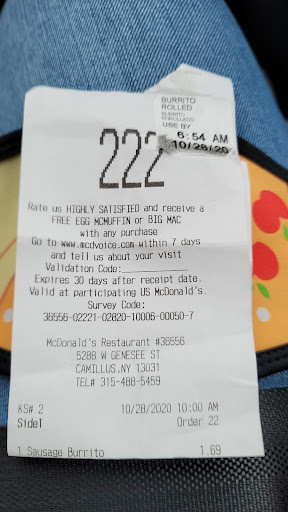 BURRITO
ROLLED
BURRITO
ENROLLADO
USE BY
6:54 AM
10/28/20
222
Rate us HIGHLY SATISFIED and receive a
FREE EGG MCMUFFIN or BIG MAC
with any purchase
Go to www.mcdvoice.com within 7 days
and tell us about your visit
Validation Code:
Expires 30 days after receipt date.
Valid at participating US McDonald's.
Survey Code:
36556-02221-02820-10006-00050-7
McDonald's Restaurant #36556
5288 W GENESEE ST
CAMILLUS,NY 13031
TEL# 315-488-5459
KS# 2 10/28/2020 10:00 AM
Side1 Order 22
1 Sausage Burrito 1.69